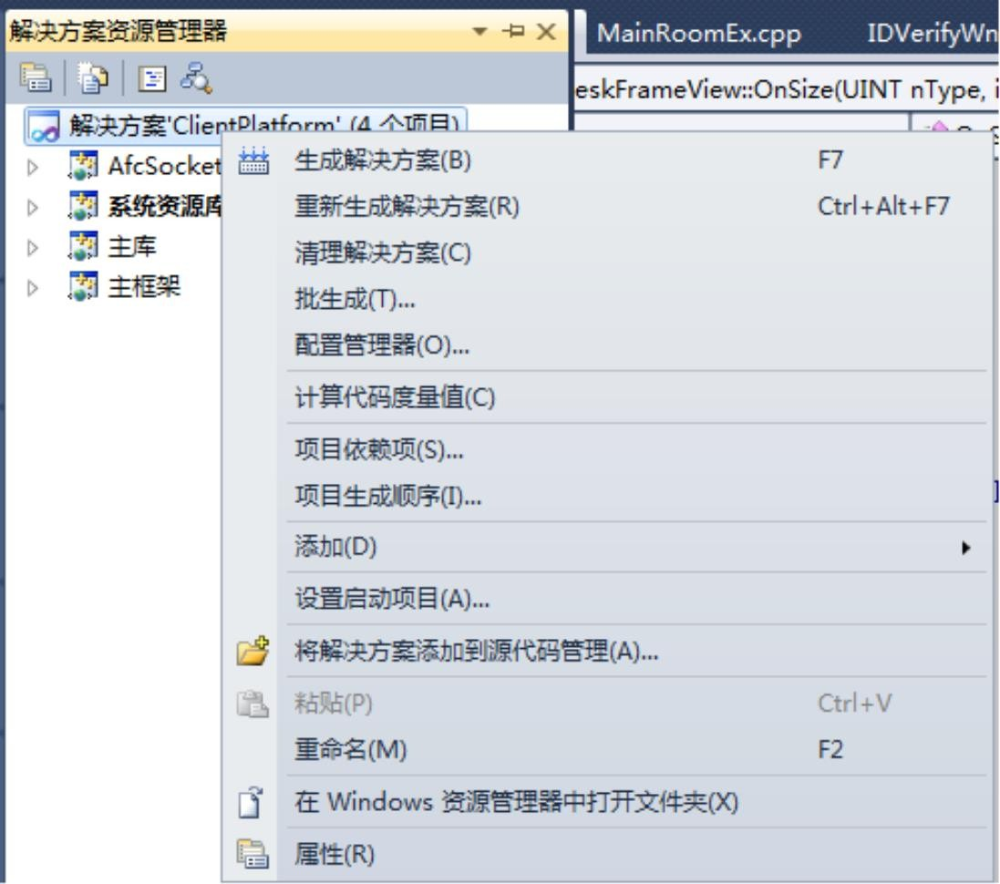 解决方案资源管理器
MainRoomEx.cpp
IDVerifyWn
eskFrameView::OnSize(UINT nType, i
解决方案'ClientPlatform' (4 个项目)
AfcSocket
系统资源库
主库
主框架
生成解决方案(B) F7
重新生成解决方案(R) Ctrl+Alt+F7
清理解决方案(C)
批生成(T)...
配置管理器(O)...
计算代码度量值(C)
项目依赖项(S)...
项目生成顺序(I)...
添加(D)
设置启动项目(A)...
将解决方案添加到源代码管理(A)...
粘贴(P) Ctrl+V
重命名(M) F2
在 Windows 资源管理器中打开文件夹(X)
属性(R)